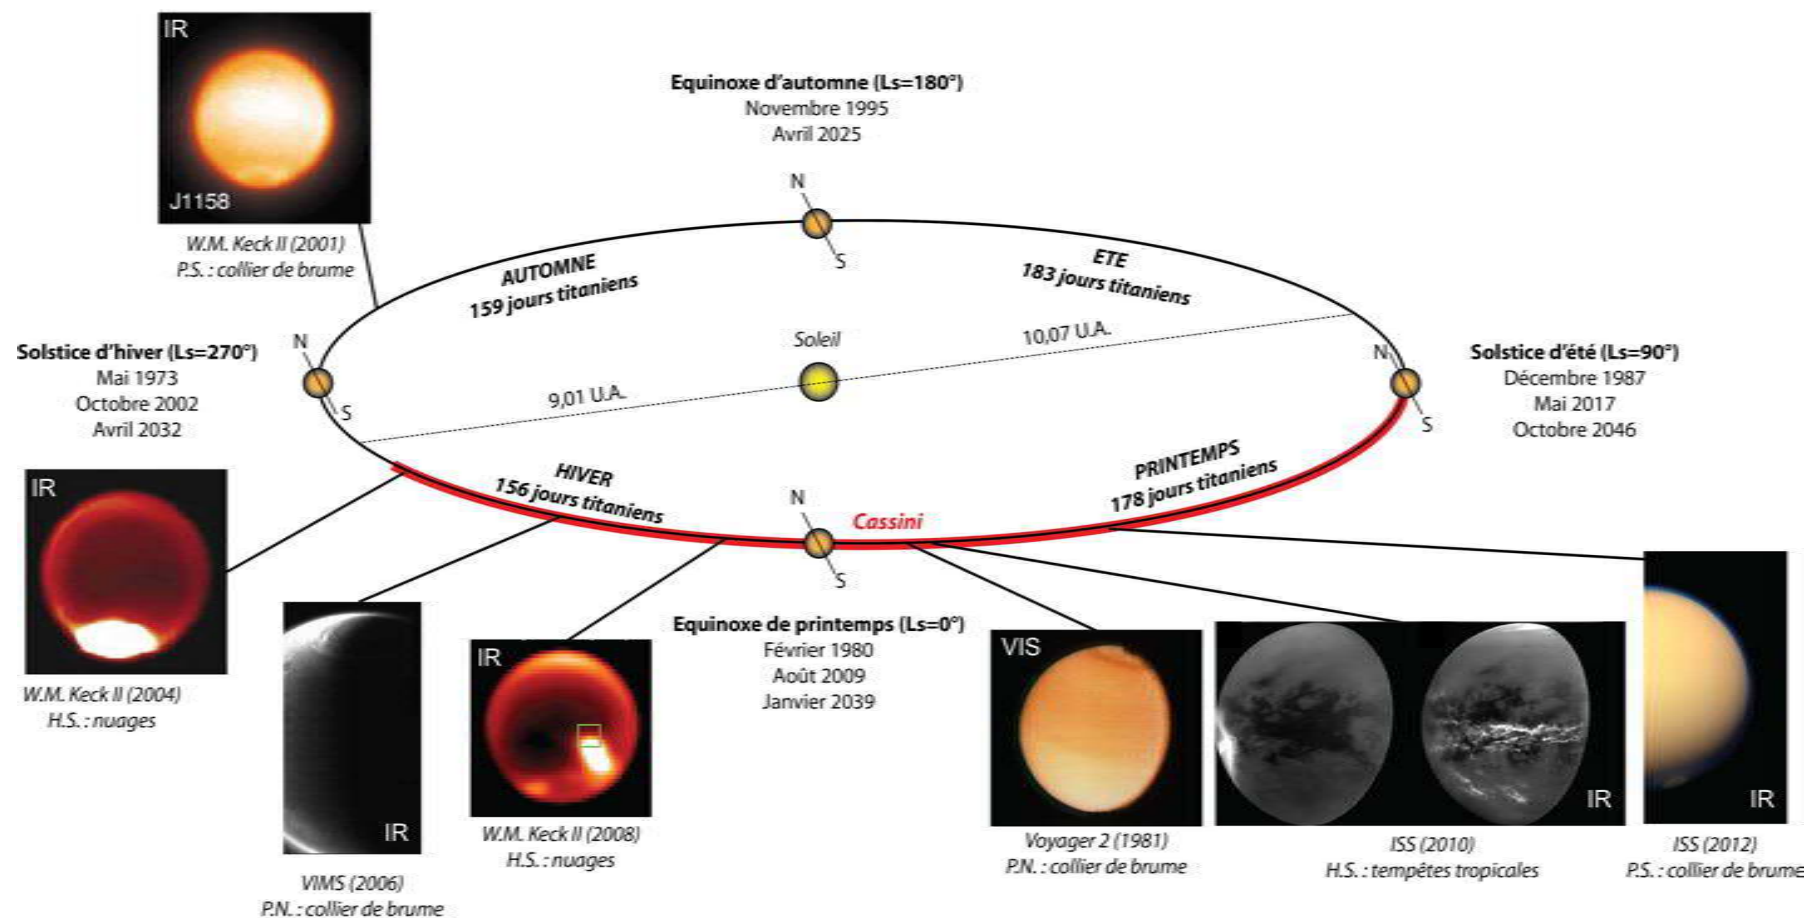 IR
J1158
W.M. Keck II (2001)
P.S. : collier de brume
Equinoxe d'automne (Ls=180°)
Novembre 1995
Avril 2025
N
S
AUTOMNE
159 jours titaniens
ETE
183 jours titaniens
Soleil
10,07 U.A.
9,01 U.A.
Solstice d'hiver (Ls=270°)
Mai 1973
Octobre 2002
Avril 2032
N
S
N
S
Solstice d'été (Ls=90°)
Décembre 1987
Mai 2017
Octobre 2046
HIVER
156 jours titaniens
PRINTEMPS
178 jours titaniens
N
S
Cassini
Equinoxe de printemps (Ls=0°)
Février 1980
Août 2009
Janvier 2039
IR
W.M. Keck II (2004)
H.S. : nuages
IR
VIMS (2006)
P.N. : collier de brume
IR
W.M. Keck II (2008)
H.S. : nuages
VIS
Voyager 2 (1981)
P.N. : collier de brume
IR
ISS (2010)
H.S. : tempêtes tropicales
IR
ISS (2012)
P.S. : collier de brume